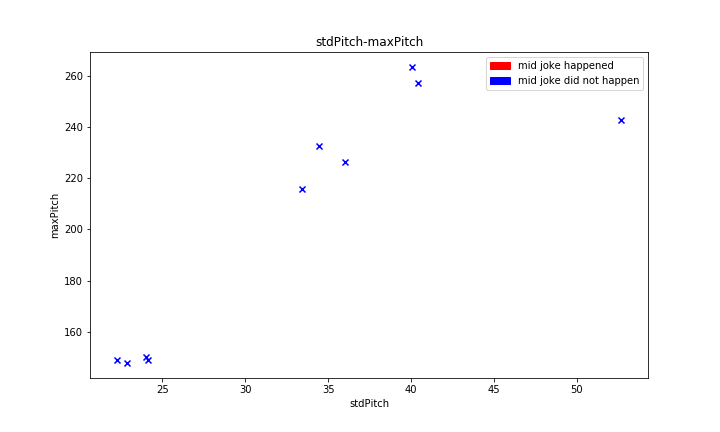 stdPitch-maxPitch
mid joke happened
mid joke did not happen
maxPitch
260
240
220
200
180
160
25
30
35
40
45
50
stdPitch